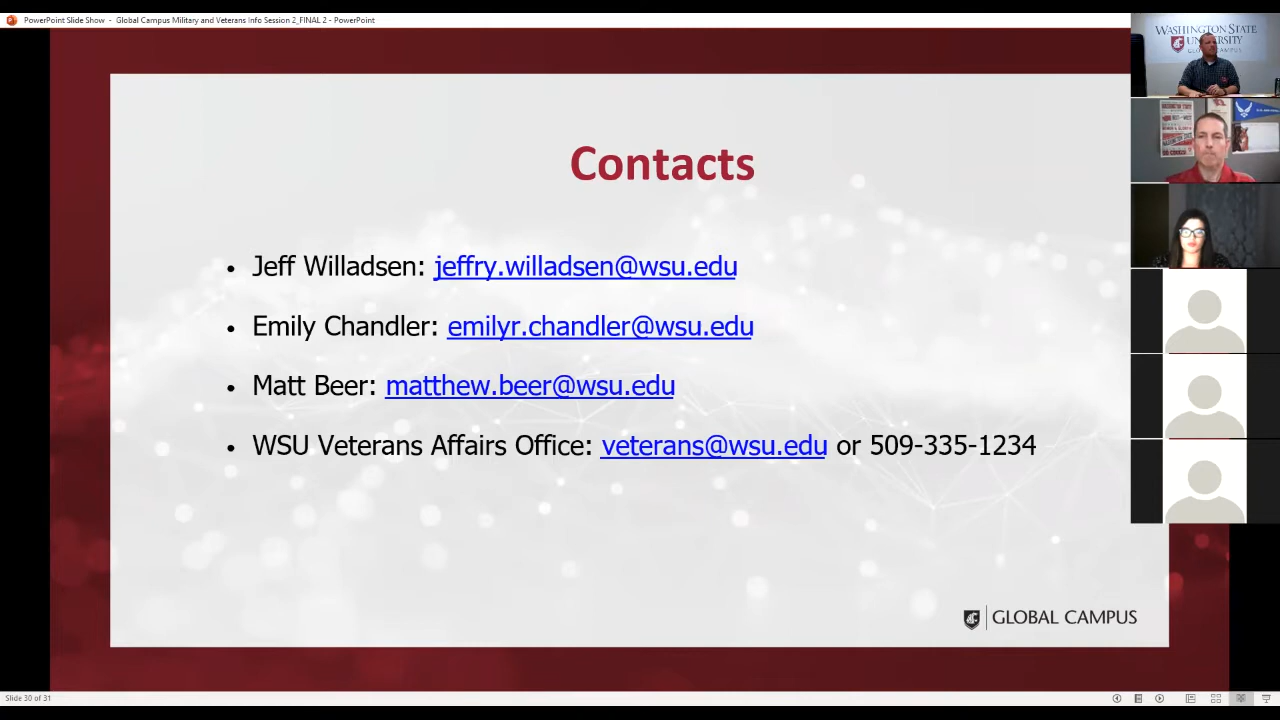 PowerPoint Slide Show - Global Campus Military and Veterans Info Session 2_FINAL 2 - PowerPoint
WASHINGTON STATE
UNIVERSITY
GLOBAL CAMPUS
Contacts
• Jeff Willadsen: jeffry.willadsen@wsu.edu
• Emily Chandler: emilyr.chandler@wsu.edu
• Matt Beer: matthew.beer@wsu.edu
• WSU Veterans Affairs Office: veterans@wsu.edu or 509-335-1234
GLOBAL CAMPUS
Slide 30 of 31